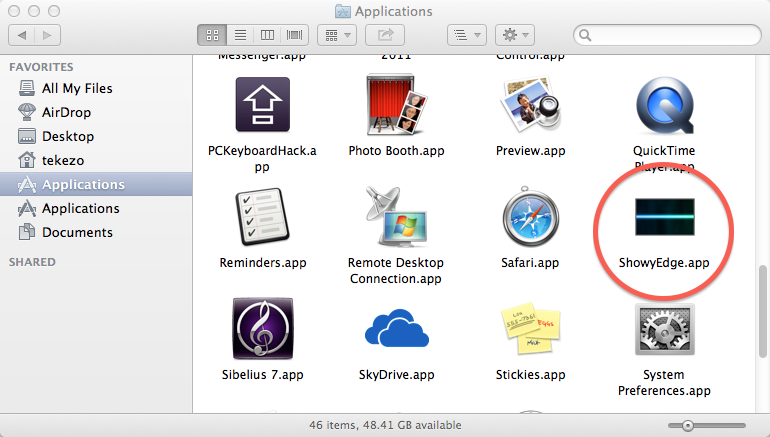 Applications
FAVORITES
All My Files
AirDrop
Desktop
tekezo
Applications
Applications
Documents
SHARED
Messenger.app
2011
Control.app
PCKeyboardHack.a
pp
Photo Booth.app
Preview.app
QuickTime
Player.app
Reminders.app
Remote Desktop
Connection.app
Safari.app
ShowyEdge.app
Sibelius 7.app
SkyDrive.app
Stickies.app
System
Preferences.app
46 items, 48.41 GB available